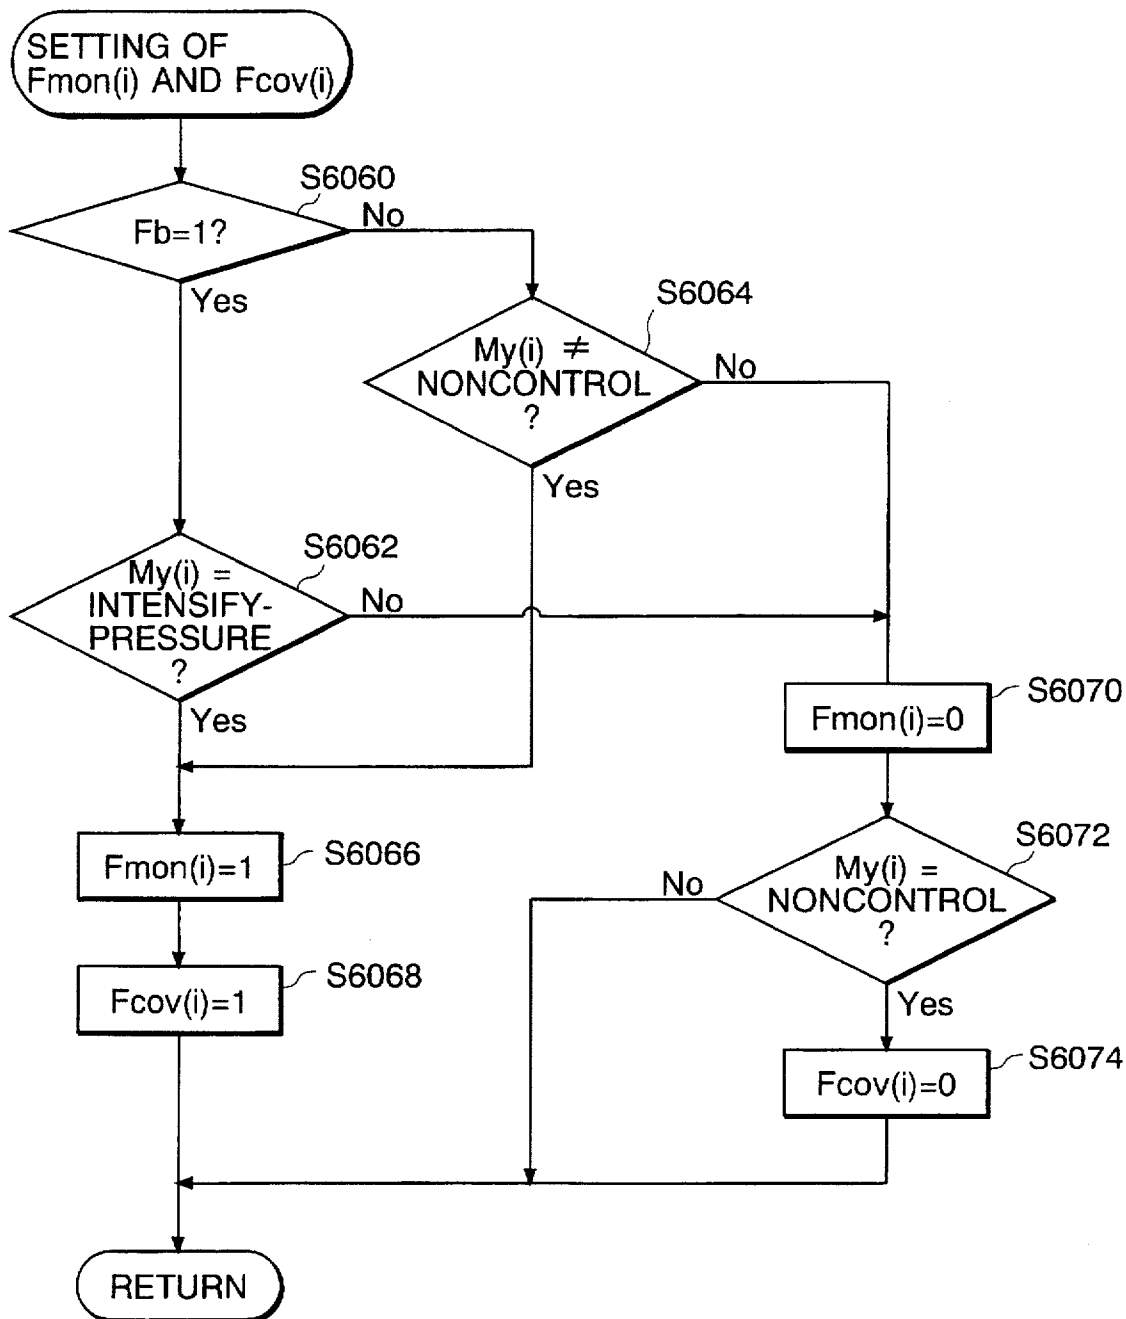 SETTING OF
Fmon(i) AND Fcov(i)
S6060
Fb=1?
No
Yes
S6064
My(i) ≠
NONCONTROL
?
No
Yes
S6062
My(i) =
INTENSIFY-
PRESSURE
?
No
Yes
S6070
Fmon(i)=0
S6066
Fmon(i)=1
S6072
My(i) =
NONCONTROL
?
No
Yes
S6068
Fcov(i)=1
S6074
Fcov(i)=0
RETURN